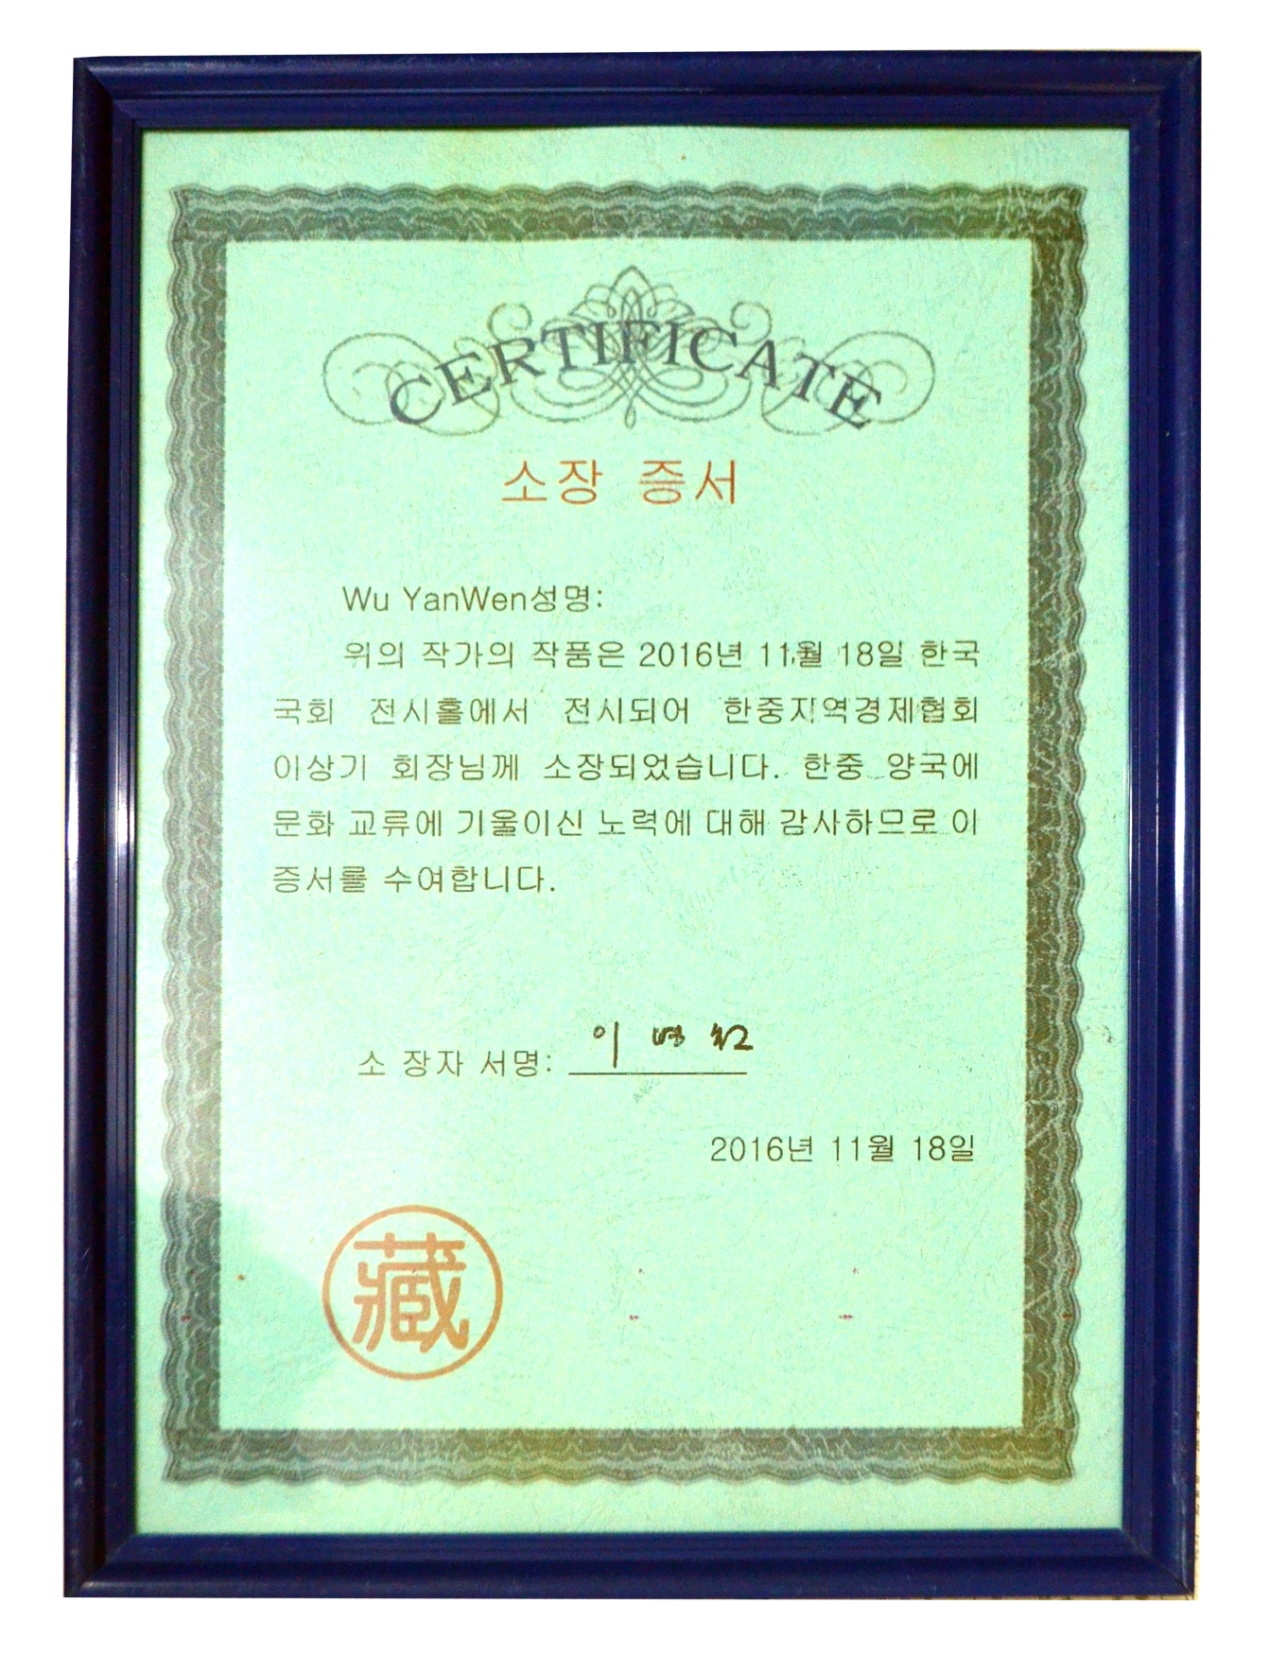 CERTIFICATE
소장 증서
Wu YanWen성명:
위의 작가의 작품은 2016년 11월 18일 한국
국회 전시홀에서 전시되어 한중지역경제협회
이상기 회장님께 소장되었습니다. 한중 양국에
문화 교류에 기울이신 노력에 대해 감사하므로 이
증서를 수여합니다.
소 장자 서명: 이
2016년 11월 18일
藏